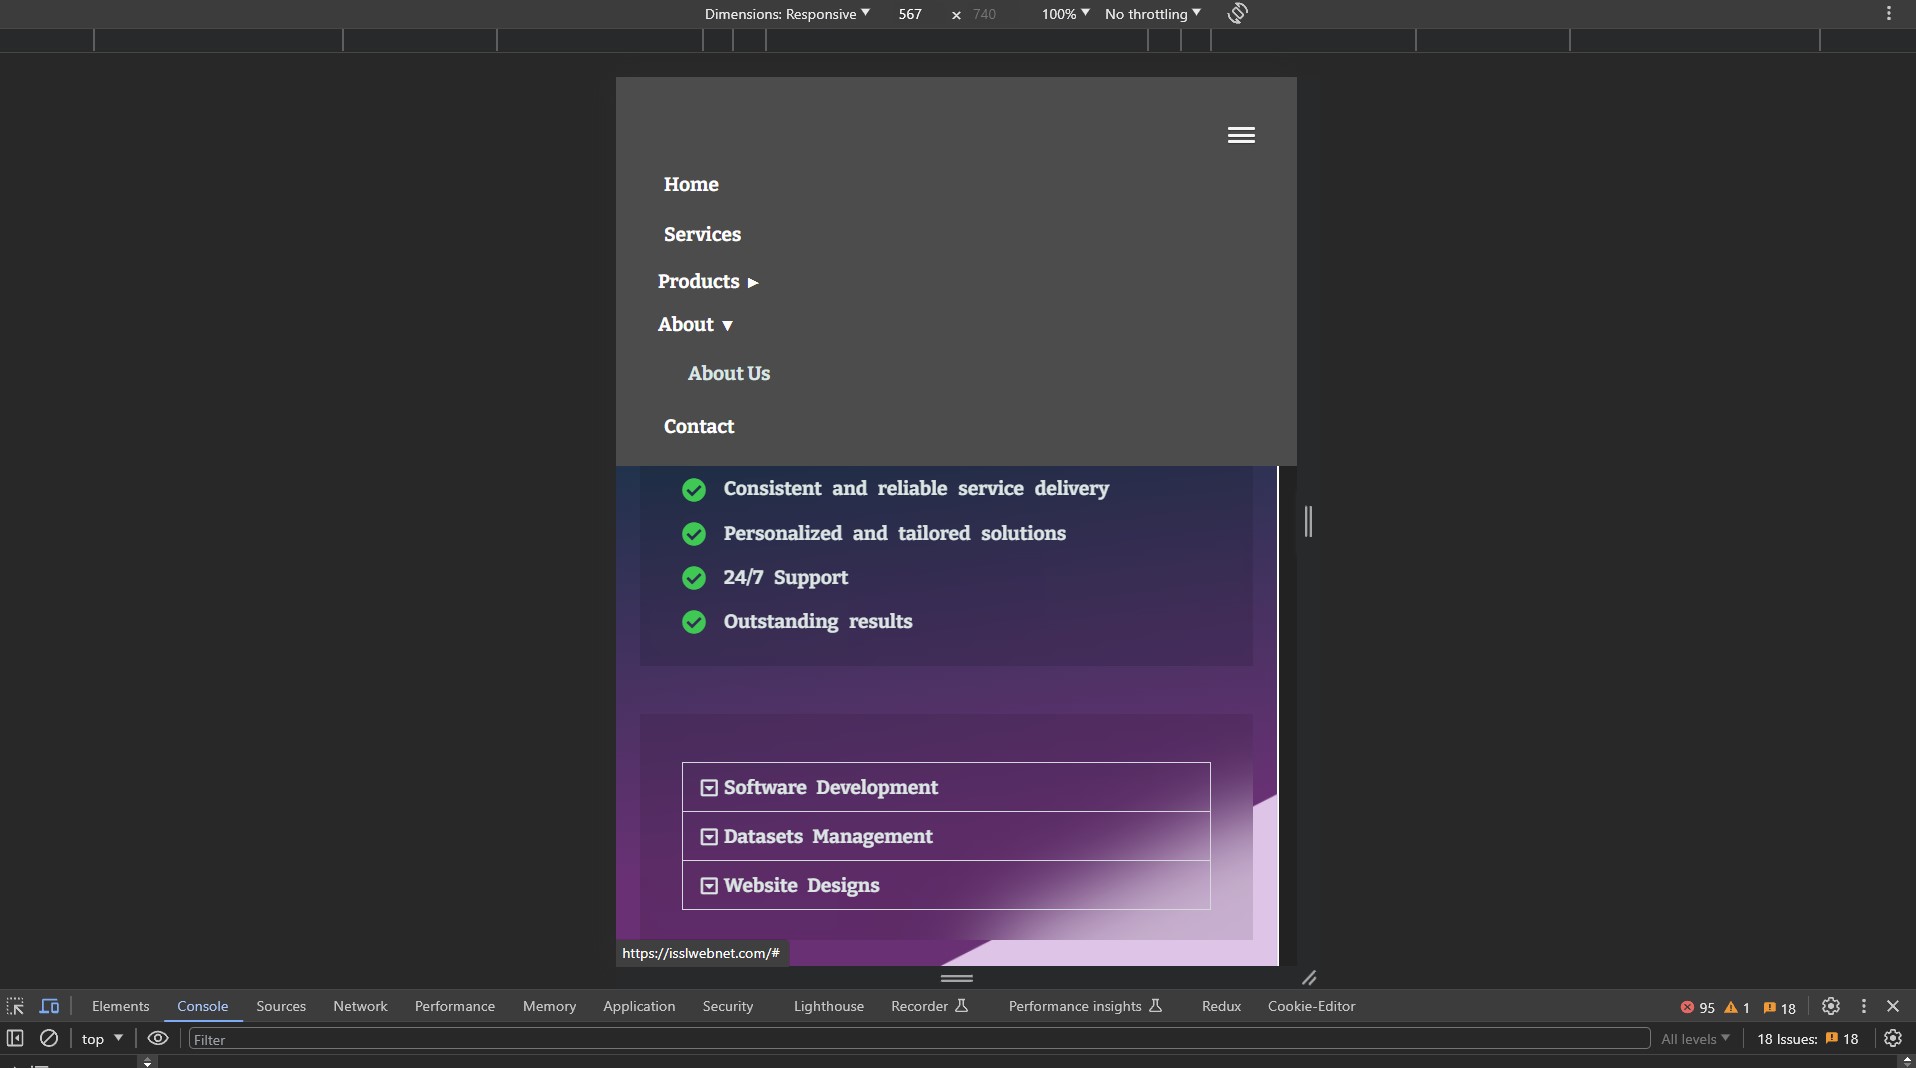 Dimensions: Responsive 567 × 740 100% No throttling
Home
Services
Products
About
About Us
Contact
Consistent and reliable service delivery
Personalized and tailored solutions
24/7 Support
Outstanding results
Software Development
Datasets Management
Website Designs
https://isslwebnet.com/#
Elements Console Sources Network Performance Memory Application Security Lighthouse Recorder Performance insights Redux Cookie-Editor 95 1 18
top Filter All levels 18 Issues: 18